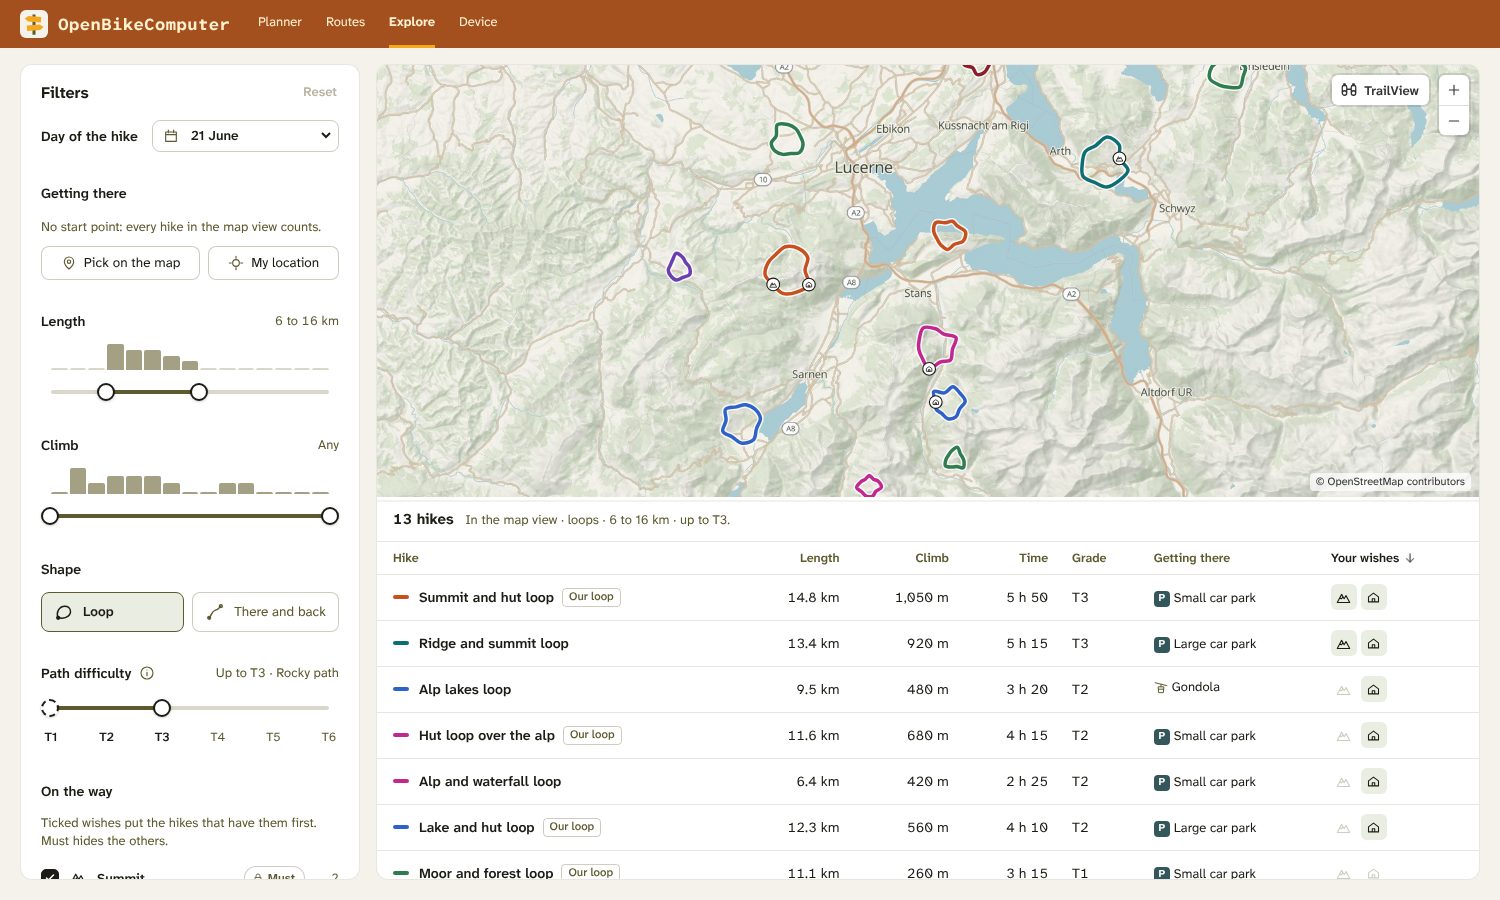 OpenBikeComputer Planner Routes Explore Device
Filters Reset
Day of the hike 21 June
Getting there
No start point: every hike in the map view counts.
Pick on the map My location
Length 6 to 16 km
Climb Any
Shape
Loop There and back
Path difficulty Up to T3 · Rocky path
T1 T2 T3 T4 T5 T6
On the way
Ticked wishes put the hikes that have them first.
Must hides the others.
Summit Must 2
A2
TrailView
+
−
Ebikon
Küssnacht am Rigi
Lucerne
Arth
10
A2
Schwyz
A8
Stans
A2
Sarnen
Altdorf UR
A8
© OpenStreetMap contributors
13 hikes In the map view · loops · 6 to 16 km · up to T3.
Hike Length Climb Time Grade Getting there Your wishes ↓
Summit and hut loop Our loop 14.8 km 1,050 m 5 h 50 T3 P Small car park
Ridge and summit loop 13.4 km 920 m 5 h 15 T3 P Large car park
Alp lakes loop 9.5 km 480 m 3 h 20 T2 Gondola
Hut loop over the alp Our loop 11.6 km 680 m 4 h 15 T2 P Small car park
Alp and waterfall loop 6.4 km 420 m 2 h 25 T2 P Small car park
Lake and hut loop Our loop 12.3 km 560 m 4 h 10 T2 P Large car park
Moor and forest loop Our loop 11.1 km 260 m 3 h 15 T1 P Small car park